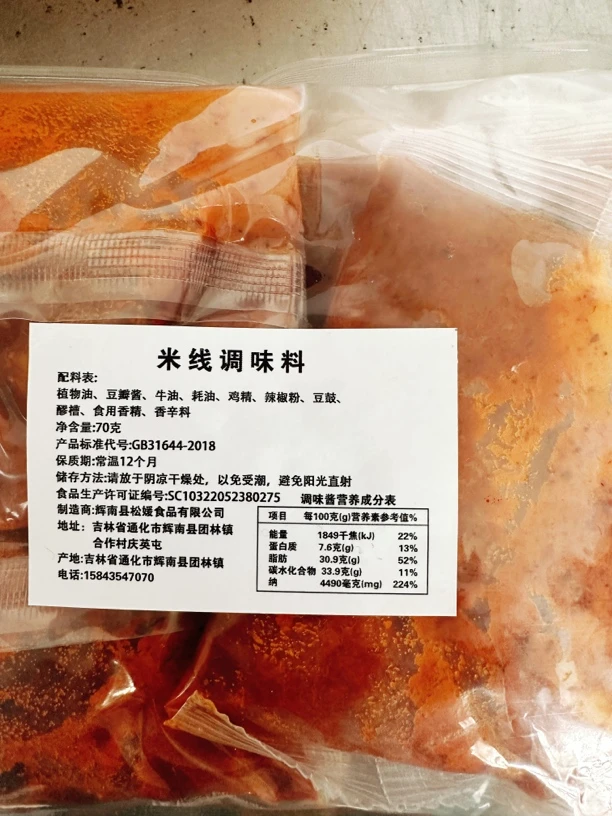 米线调味料
配料表:
植物油、豆瓣酱、牛油、耗油、鸡精、辣椒粉、豆鼓、
醪糟、食用香精、香辛料
净含量:70克
产品标准代号:GB31644-2018
保质期:常温12个月
储存方法:请放于阴凉干燥处，以免受潮，避免阳光直射
食品生产许可证编号:SC10322052380275
制造商:辉南县松媛食品有限公司
地址：吉林省通化市辉南县团林镇
合作村庆英屯
产地:吉林省通化市辉南县团林镇
电话:15843547070
调味酱营养成分表
项目 每100克(g)营养素参考值%
能量 1849千焦(kJ) 22%
蛋白质 7.6克(g) 13%
脂肪 30.9克(g) 52%
碳水化合物 33.9克(g) 11%
纳 4490毫克(mg) 224%